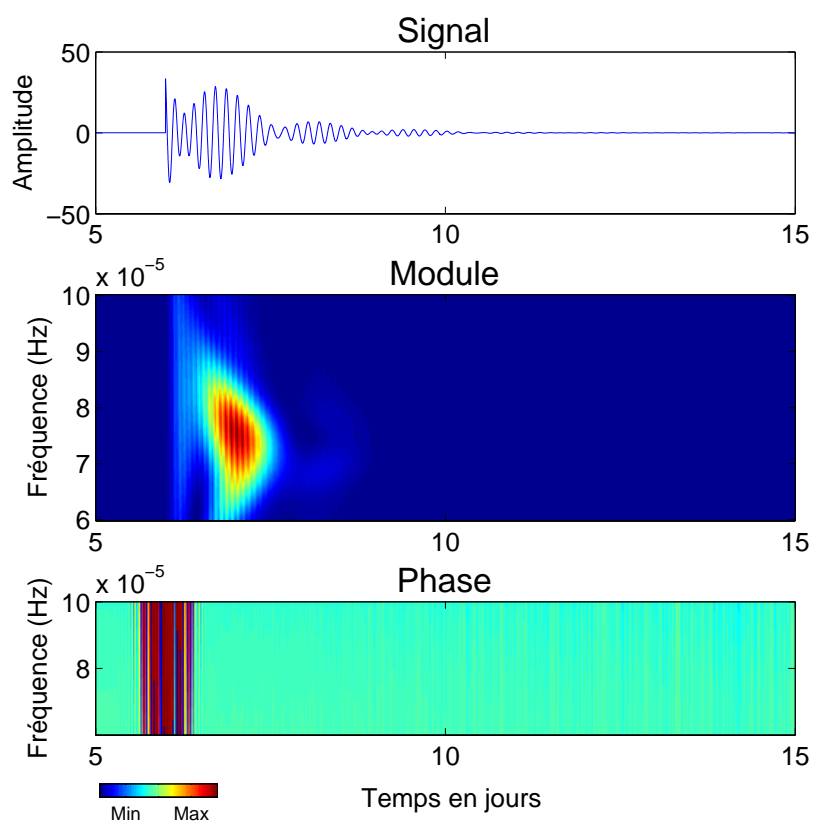 Signal
50
0
−50
Amplitude
5 10 15
x 10⁻⁵
Module
10
9
8
7
6
Fréquence (Hz)
5 10 15
x 10⁻⁵
Phase
10
8
Fréquence (Hz)
5 10 15
Temps en jours
Min Max